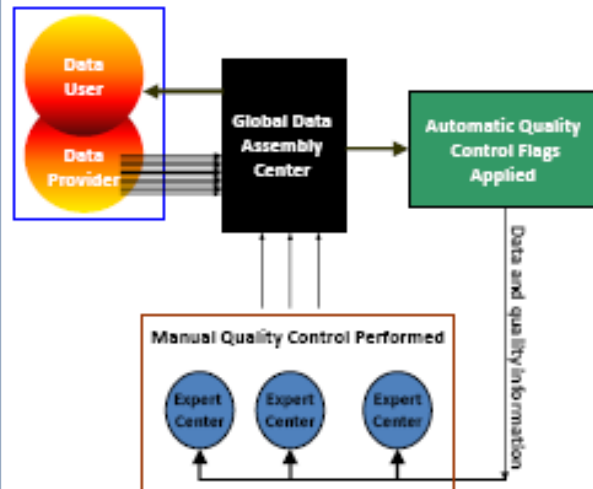 Data
User
Data
Provider
Global Data
Assembly
Center
Automatic Quality
Control Flags
Applied
Data and quality information
Manual Quality Control Performed
Expert
Center
Expert
Center
Expert
Center